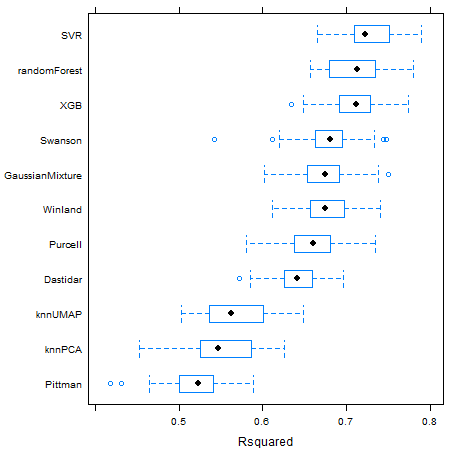 SVR
randomForest
XGB
Swanson
GaussianMixture
Winland
Purcell
Dastidar
knnUMAP
knnPCA
Pittman
0.5 0.6 0.7 0.8
Rsquared